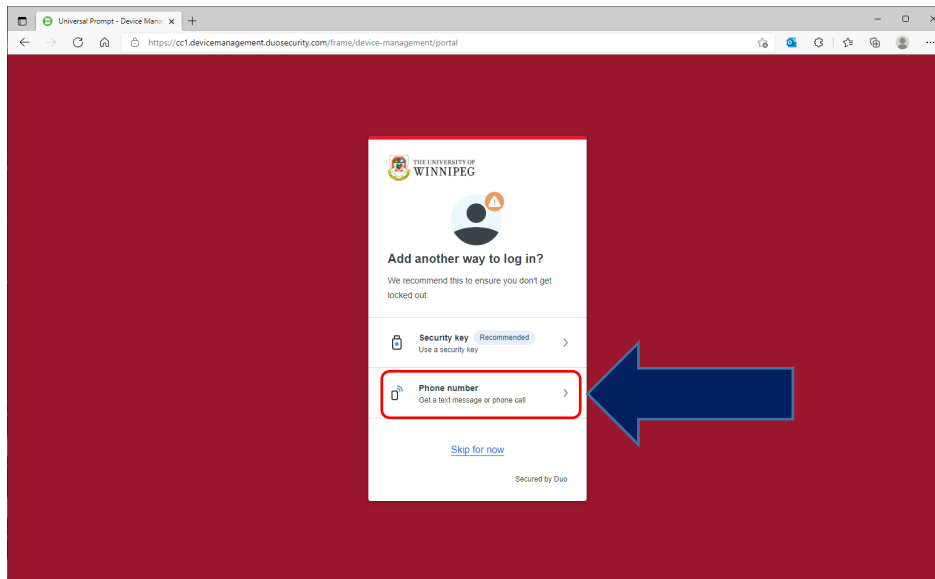 Universal Prompt - Device Mana
https://cc1.devicemanagement.duosecurity.com/frame/device-management/portal
THE UNIVERSITY OF
WINNIPEG
Add another way to log in?
We recommend this to ensure you don't get
locked out.
Security key Recommended
Use a security key
Phone number
Get a text message or phone call
Skip for now
Secured by Duo